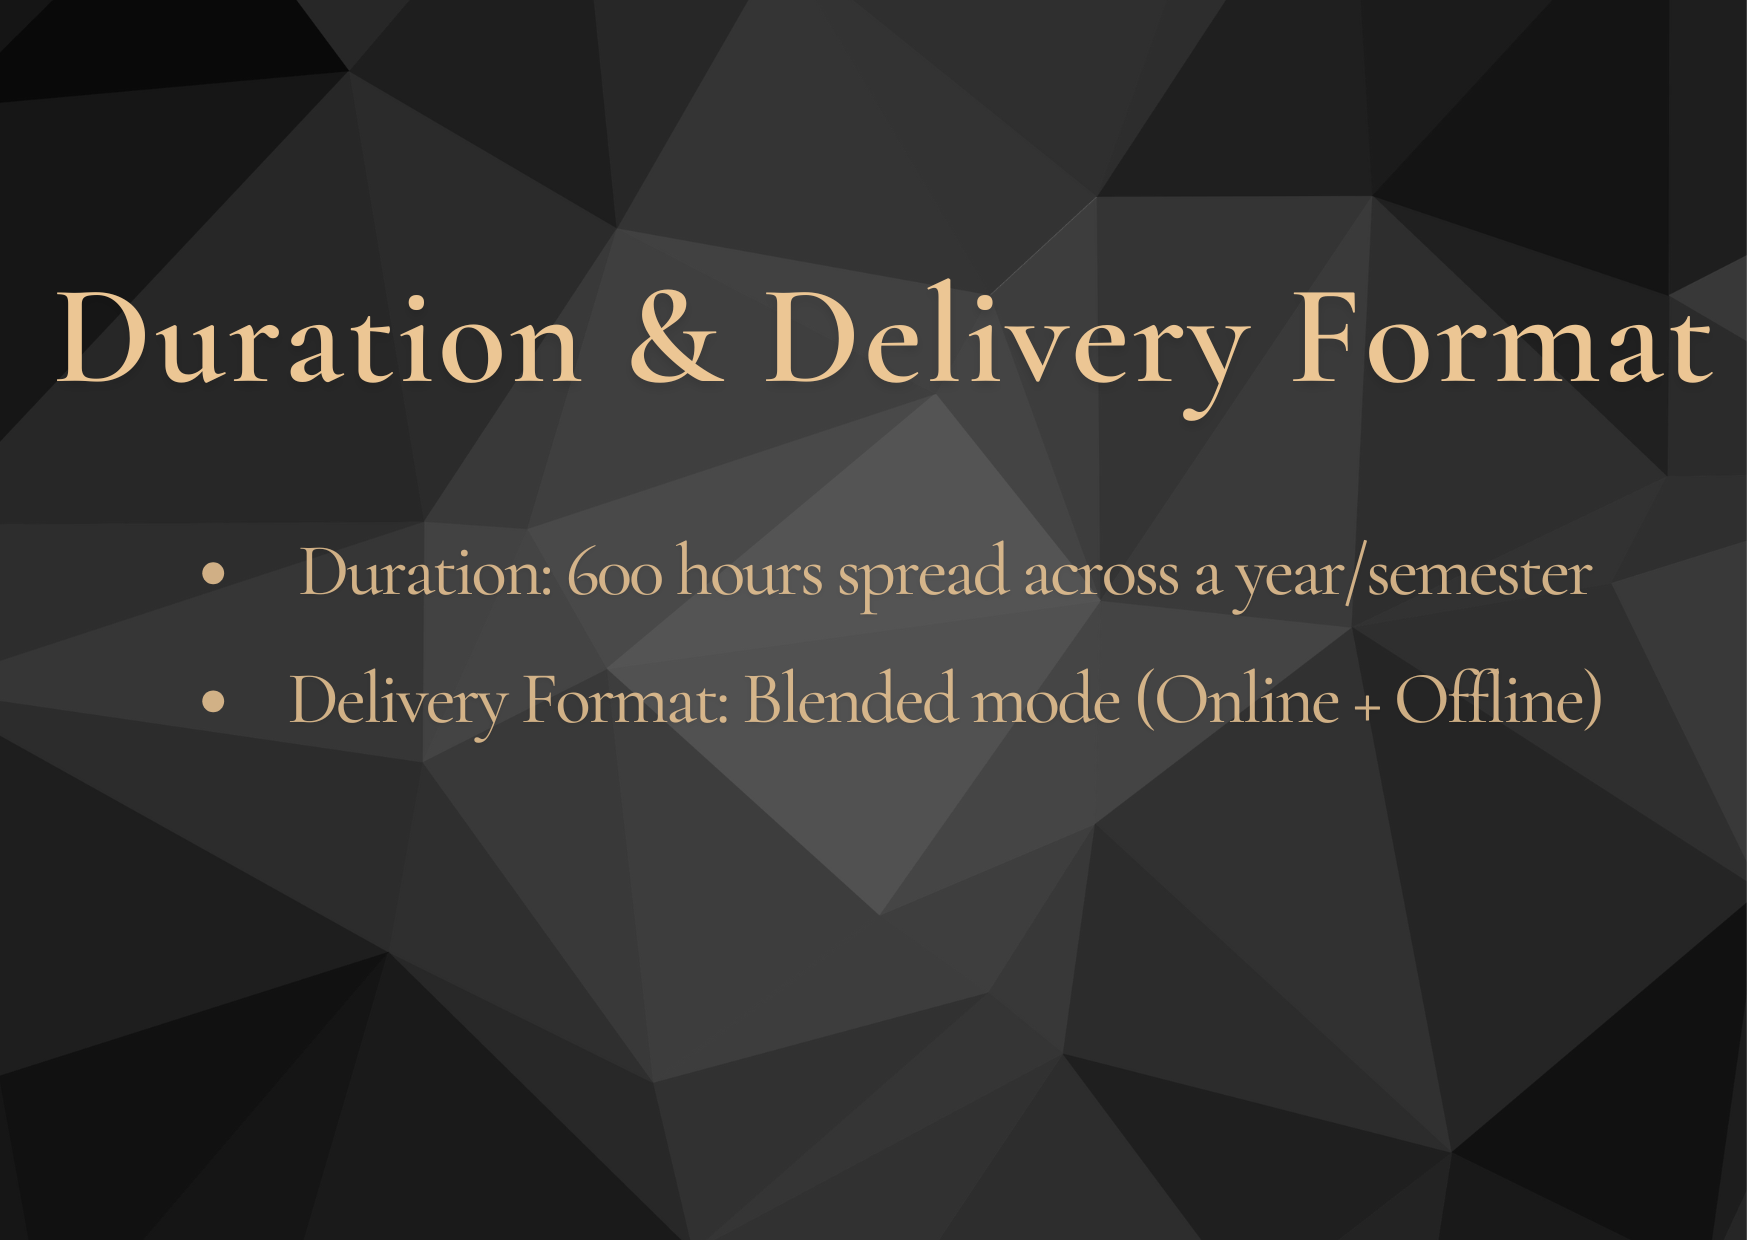 Duration & Delivery Format
• Duration: 600 hours spread across a year/semester
• Delivery Format: Blended mode (Online + Offline)